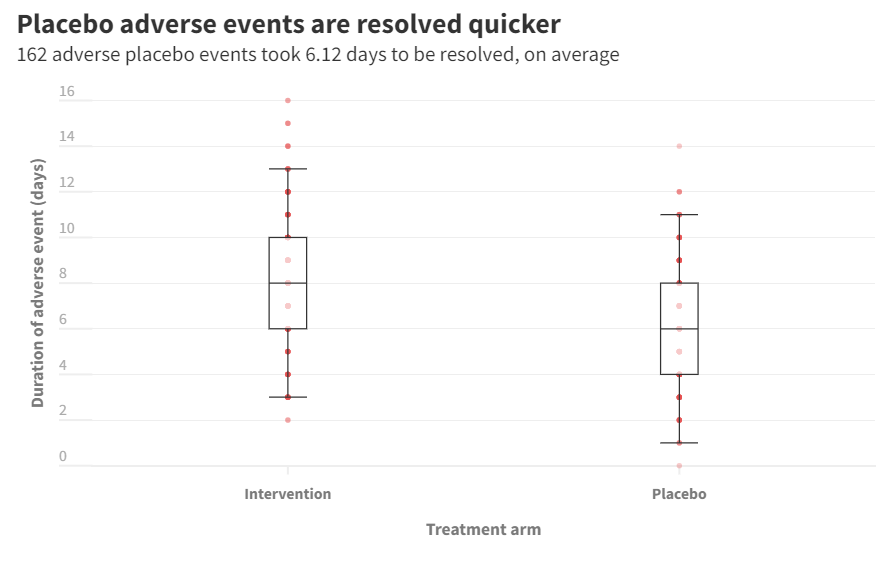 Placebo adverse events are resolved quicker
162 adverse placebo events took 6.12 days to be resolved, on average
16
14
12
10
8
6
4
2
0
Duration of adverse event (days)
Intervention
Placebo
Treatment arm